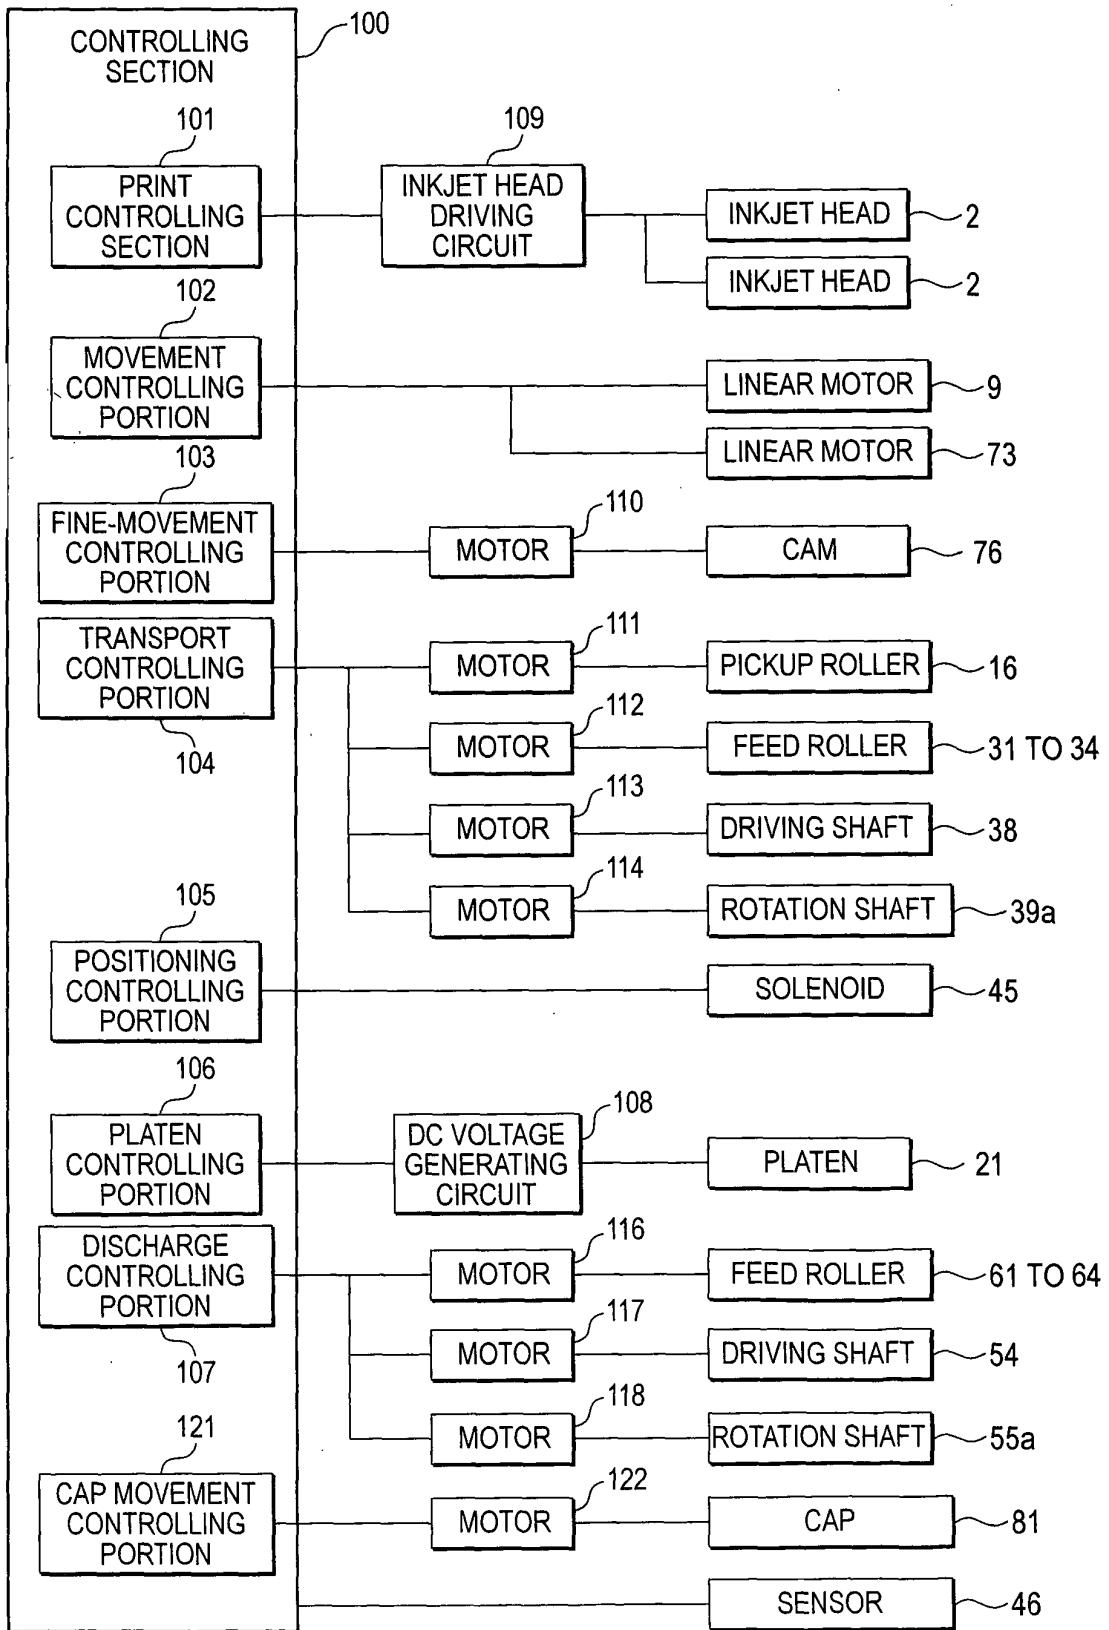 CONTROLLING
SECTION
100
101
PRINT
CONTROLLING
SECTION
109
INKJET HEAD
DRIVING
CIRCUIT
INKJET HEAD
2
INKJET HEAD
2
102
MOVEMENT
CONTROLLING
PORTION
LINEAR MOTOR
9
LINEAR MOTOR
73
103
FINE-MOVEMENT
CONTROLLING
PORTION
110
MOTOR
CAM
76
TRANSPORT
CONTROLLING
PORTION
104
111
MOTOR
PICKUP ROLLER
16
112
MOTOR
FEED ROLLER
31 TO 34
113
MOTOR
DRIVING SHAFT
38
114
MOTOR
ROTATION SHAFT
39a
105
POSITIONING
CONTROLLING
PORTION
SOLENOID
45
106
PLATEN
CONTROLLING
PORTION
108
DC VOLTAGE
GENERATING
CIRCUIT
PLATEN
21
DISCHARGE
CONTROLLING
PORTION
107
116
MOTOR
FEED ROLLER
61 TO 64
117
MOTOR
DRIVING SHAFT
54
118
MOTOR
ROTATION SHAFT
55a
121
CAP MOVEMENT
CONTROLLING
PORTION
122
MOTOR
CAP
81
SENSOR
46